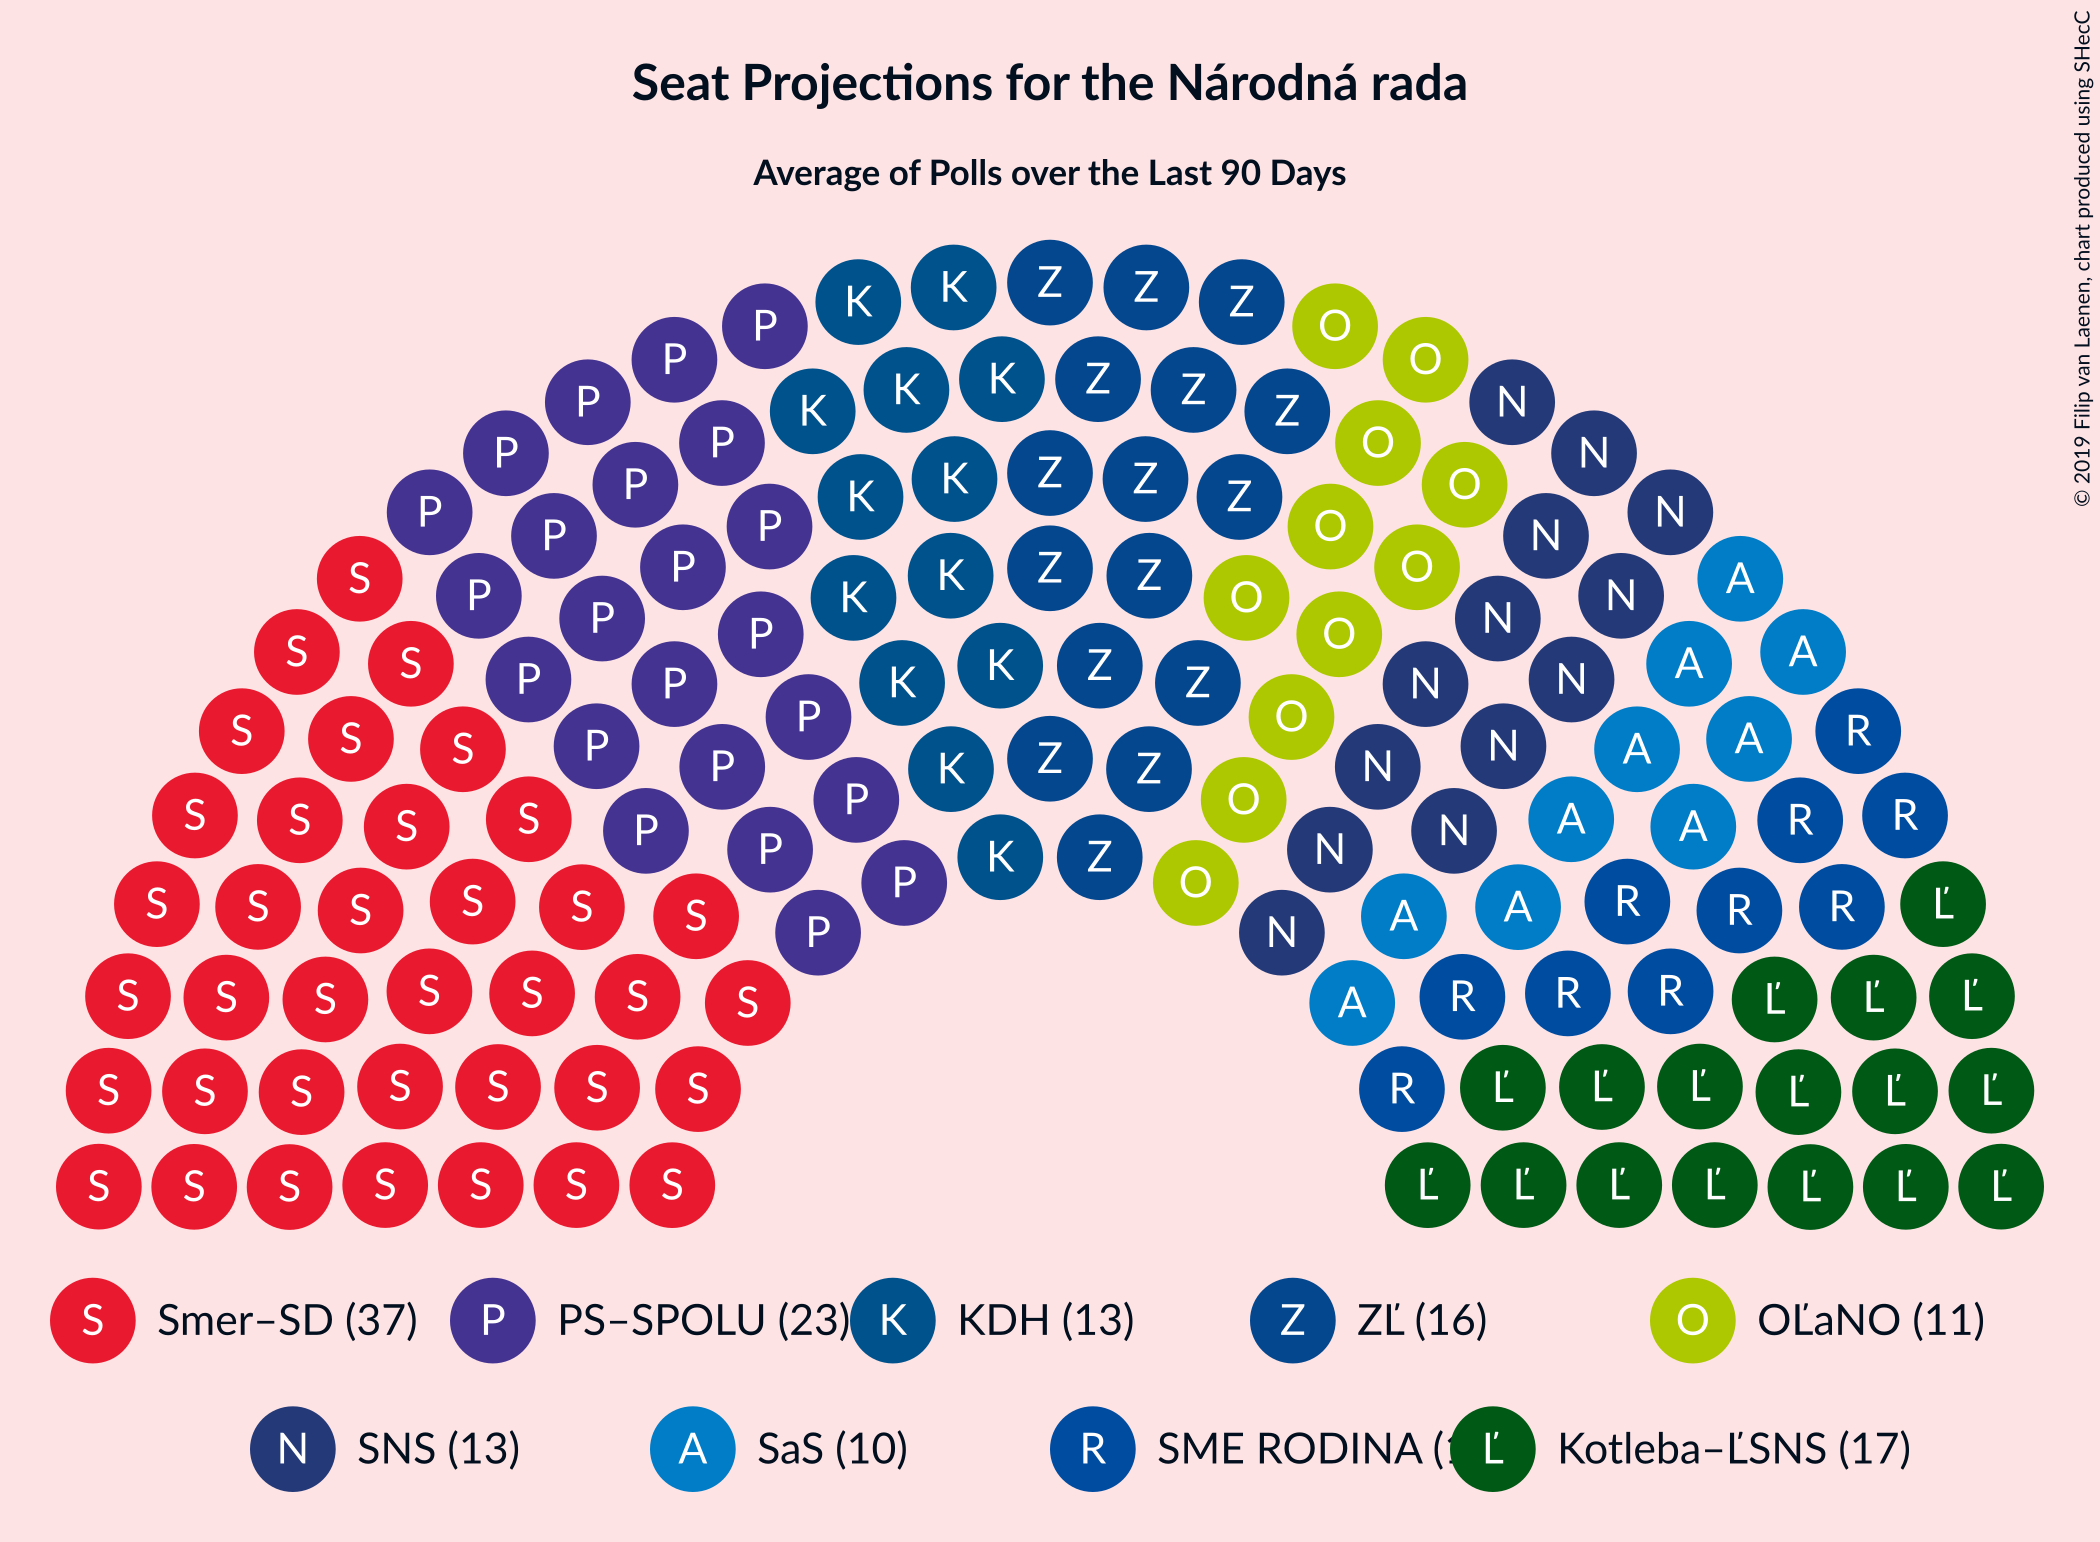 Seat Projections for the Národná rada
Average of Polls over the Last 90 Days
© 2019 Filip van Laenen, chart produced using SHecC
K K Z Z Z
P P O O
P K K K Z Z Z N
P P O N
P P K K Z Z Z O N
S P P P O O N A
P P K K Z Z O N N
S S P P P O O N N A A
S S S P P P K K Z Z O N N A A R
S S S S P P P K Z Z O N N A A R R
P P K Z O N
S S S S S S P N A A R R R Ľ
S S S S S S S A R R R Ľ Ľ Ľ
S S S S S S S R Ľ Ľ Ľ Ľ Ľ Ľ
S S S S S S S Ľ Ľ Ľ Ľ Ľ Ľ Ľ
S Smer–SD (37) P PS–SPOLU (23) K KDH (13) Z ZĽ (16) O OĽaNO (11)
N SNS (13) A SaS (10) R SME RODINA ( Ľ Kotleba–ĽSNS (17)